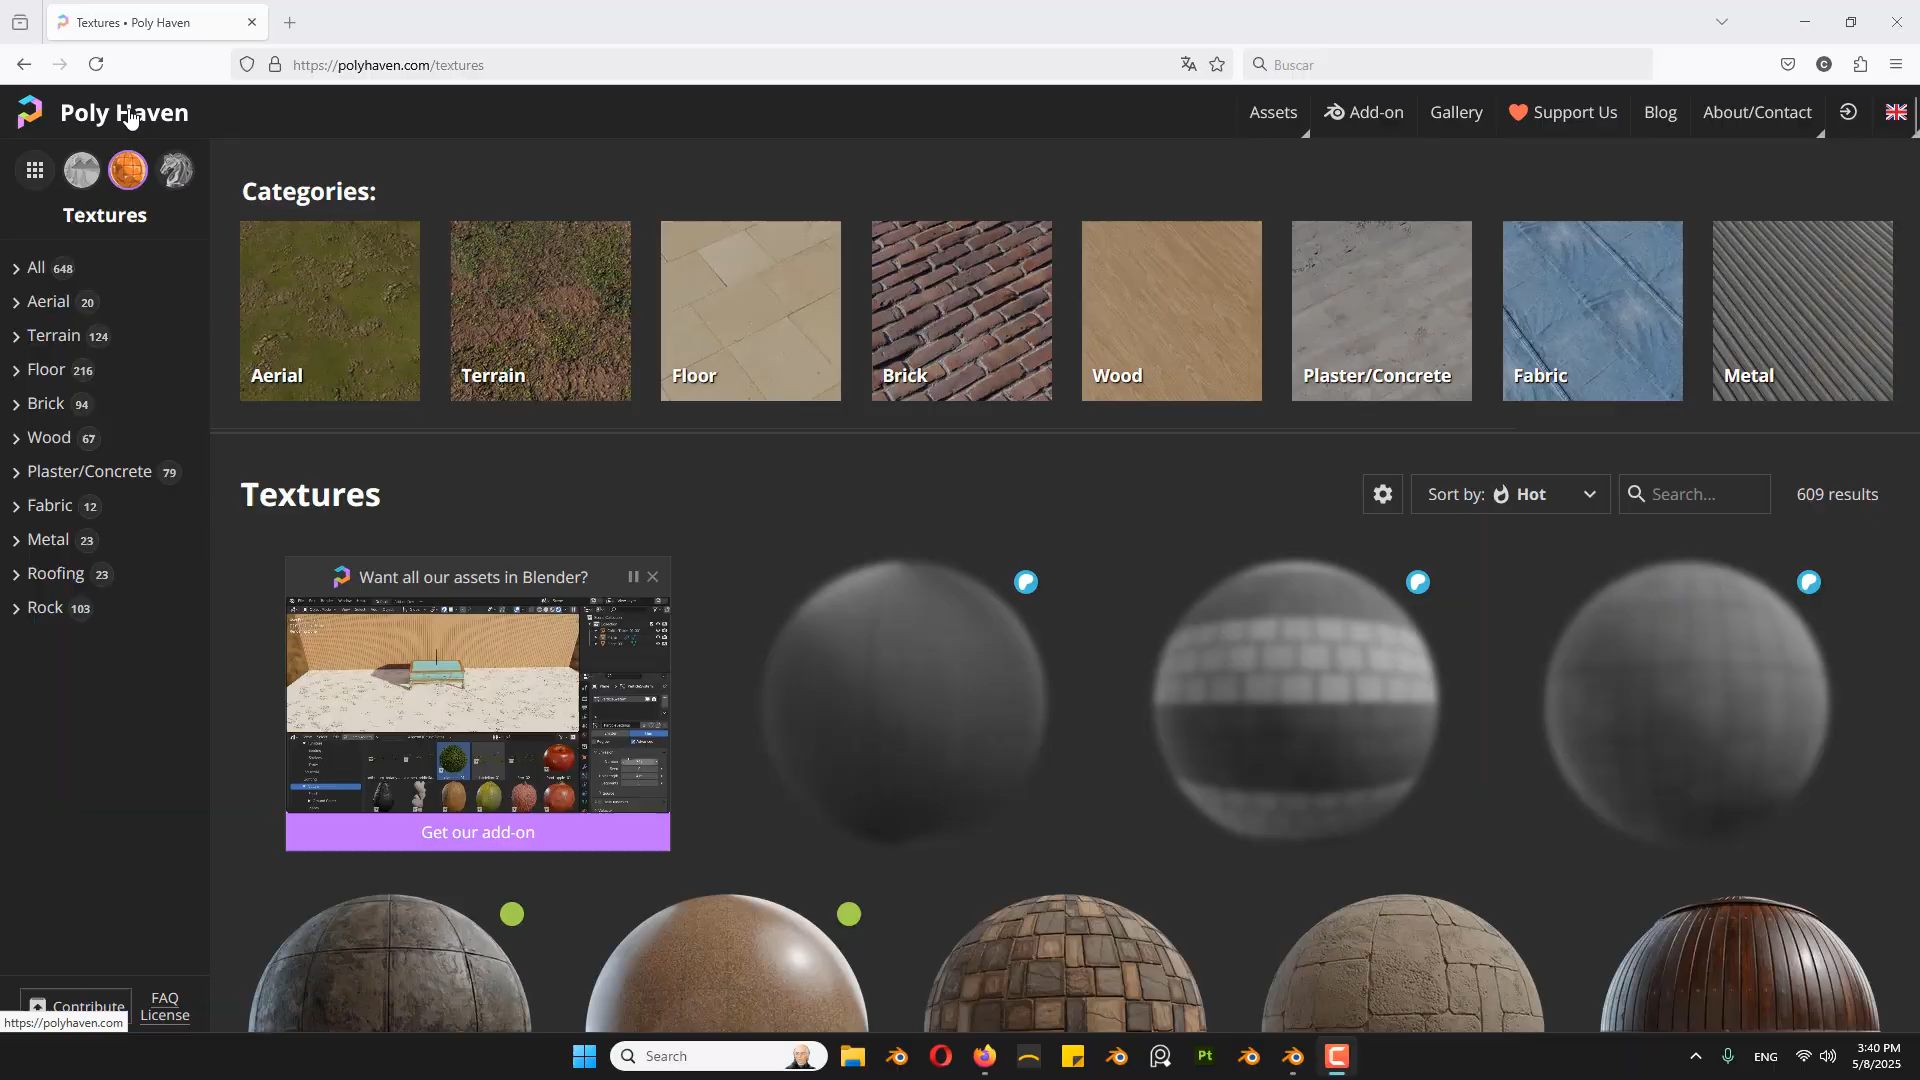 Textures • Poly Haven
https://polyhaven.com/textures
Buscar
C
Poly Haven
Assets
Add-on
Gallery
Support Us
Blog
About/Contact
Textures
All 648
Aerial 20
Terrain 124
Floor 216
Brick 94
Wood 67
Plaster/Concrete 79
Fabric 12
Metal 23
Roofing 23
Rock 103
Categories:
Aerial
Terrain
Floor
Brick
Wood
Plaster/Concrete
Fabric
Metal
Textures
Sort by: Hot
Search...
609 results
Want all our assets in Blender?
Get our add-on
Contribute
FAQ
License
https://polyhaven.com
Search
Pt
ENG
3:40 PM
5/8/2025